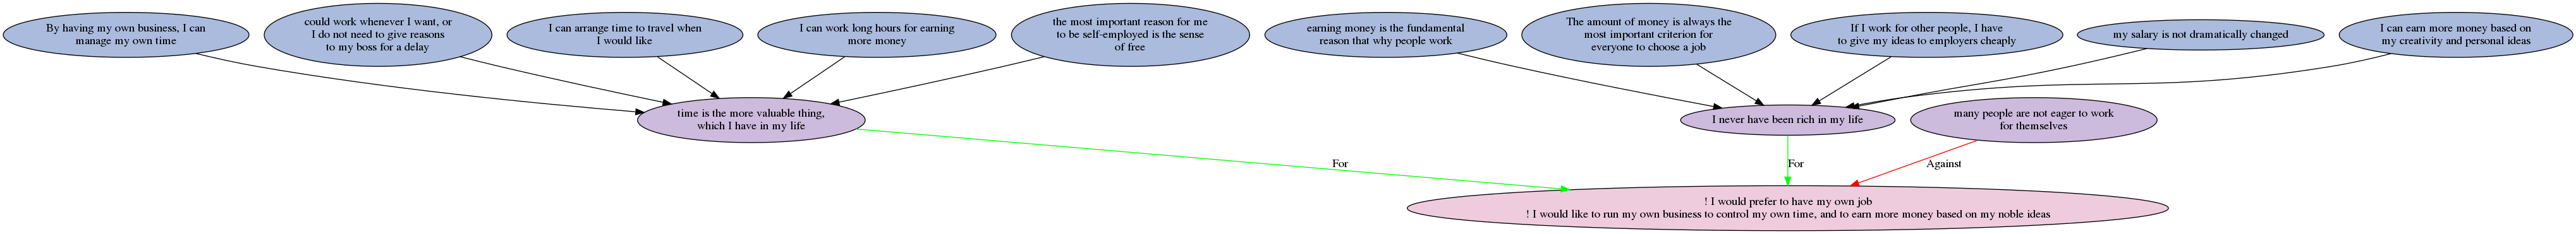 By having my own business, I can
manage my own time
could work whenever I want, or
I do not need to give reasons
to my boss for a delay
I can arrange time to travel when
I would like
I can work long hours for earning
more money
the most important reason for me
to be self-employed is the sense
of free
earning money is the fundamental
reason that why people work
The amount of money is always the
most important criterion for
everyone to choose a job
If I work for other people, I have
to give my ideas to employers cheaply
my salary is not dramatically changed
I can earn more money based on
my creativity and personal ideas
time is the more valuable thing,
which I have in my life
I never have been rich in my life
many people are not eager to work
for themselves
For
For
Against
! I would prefer to have my own job
! I would like to run my own business to control my own time, and to earn more money based on my noble ideas